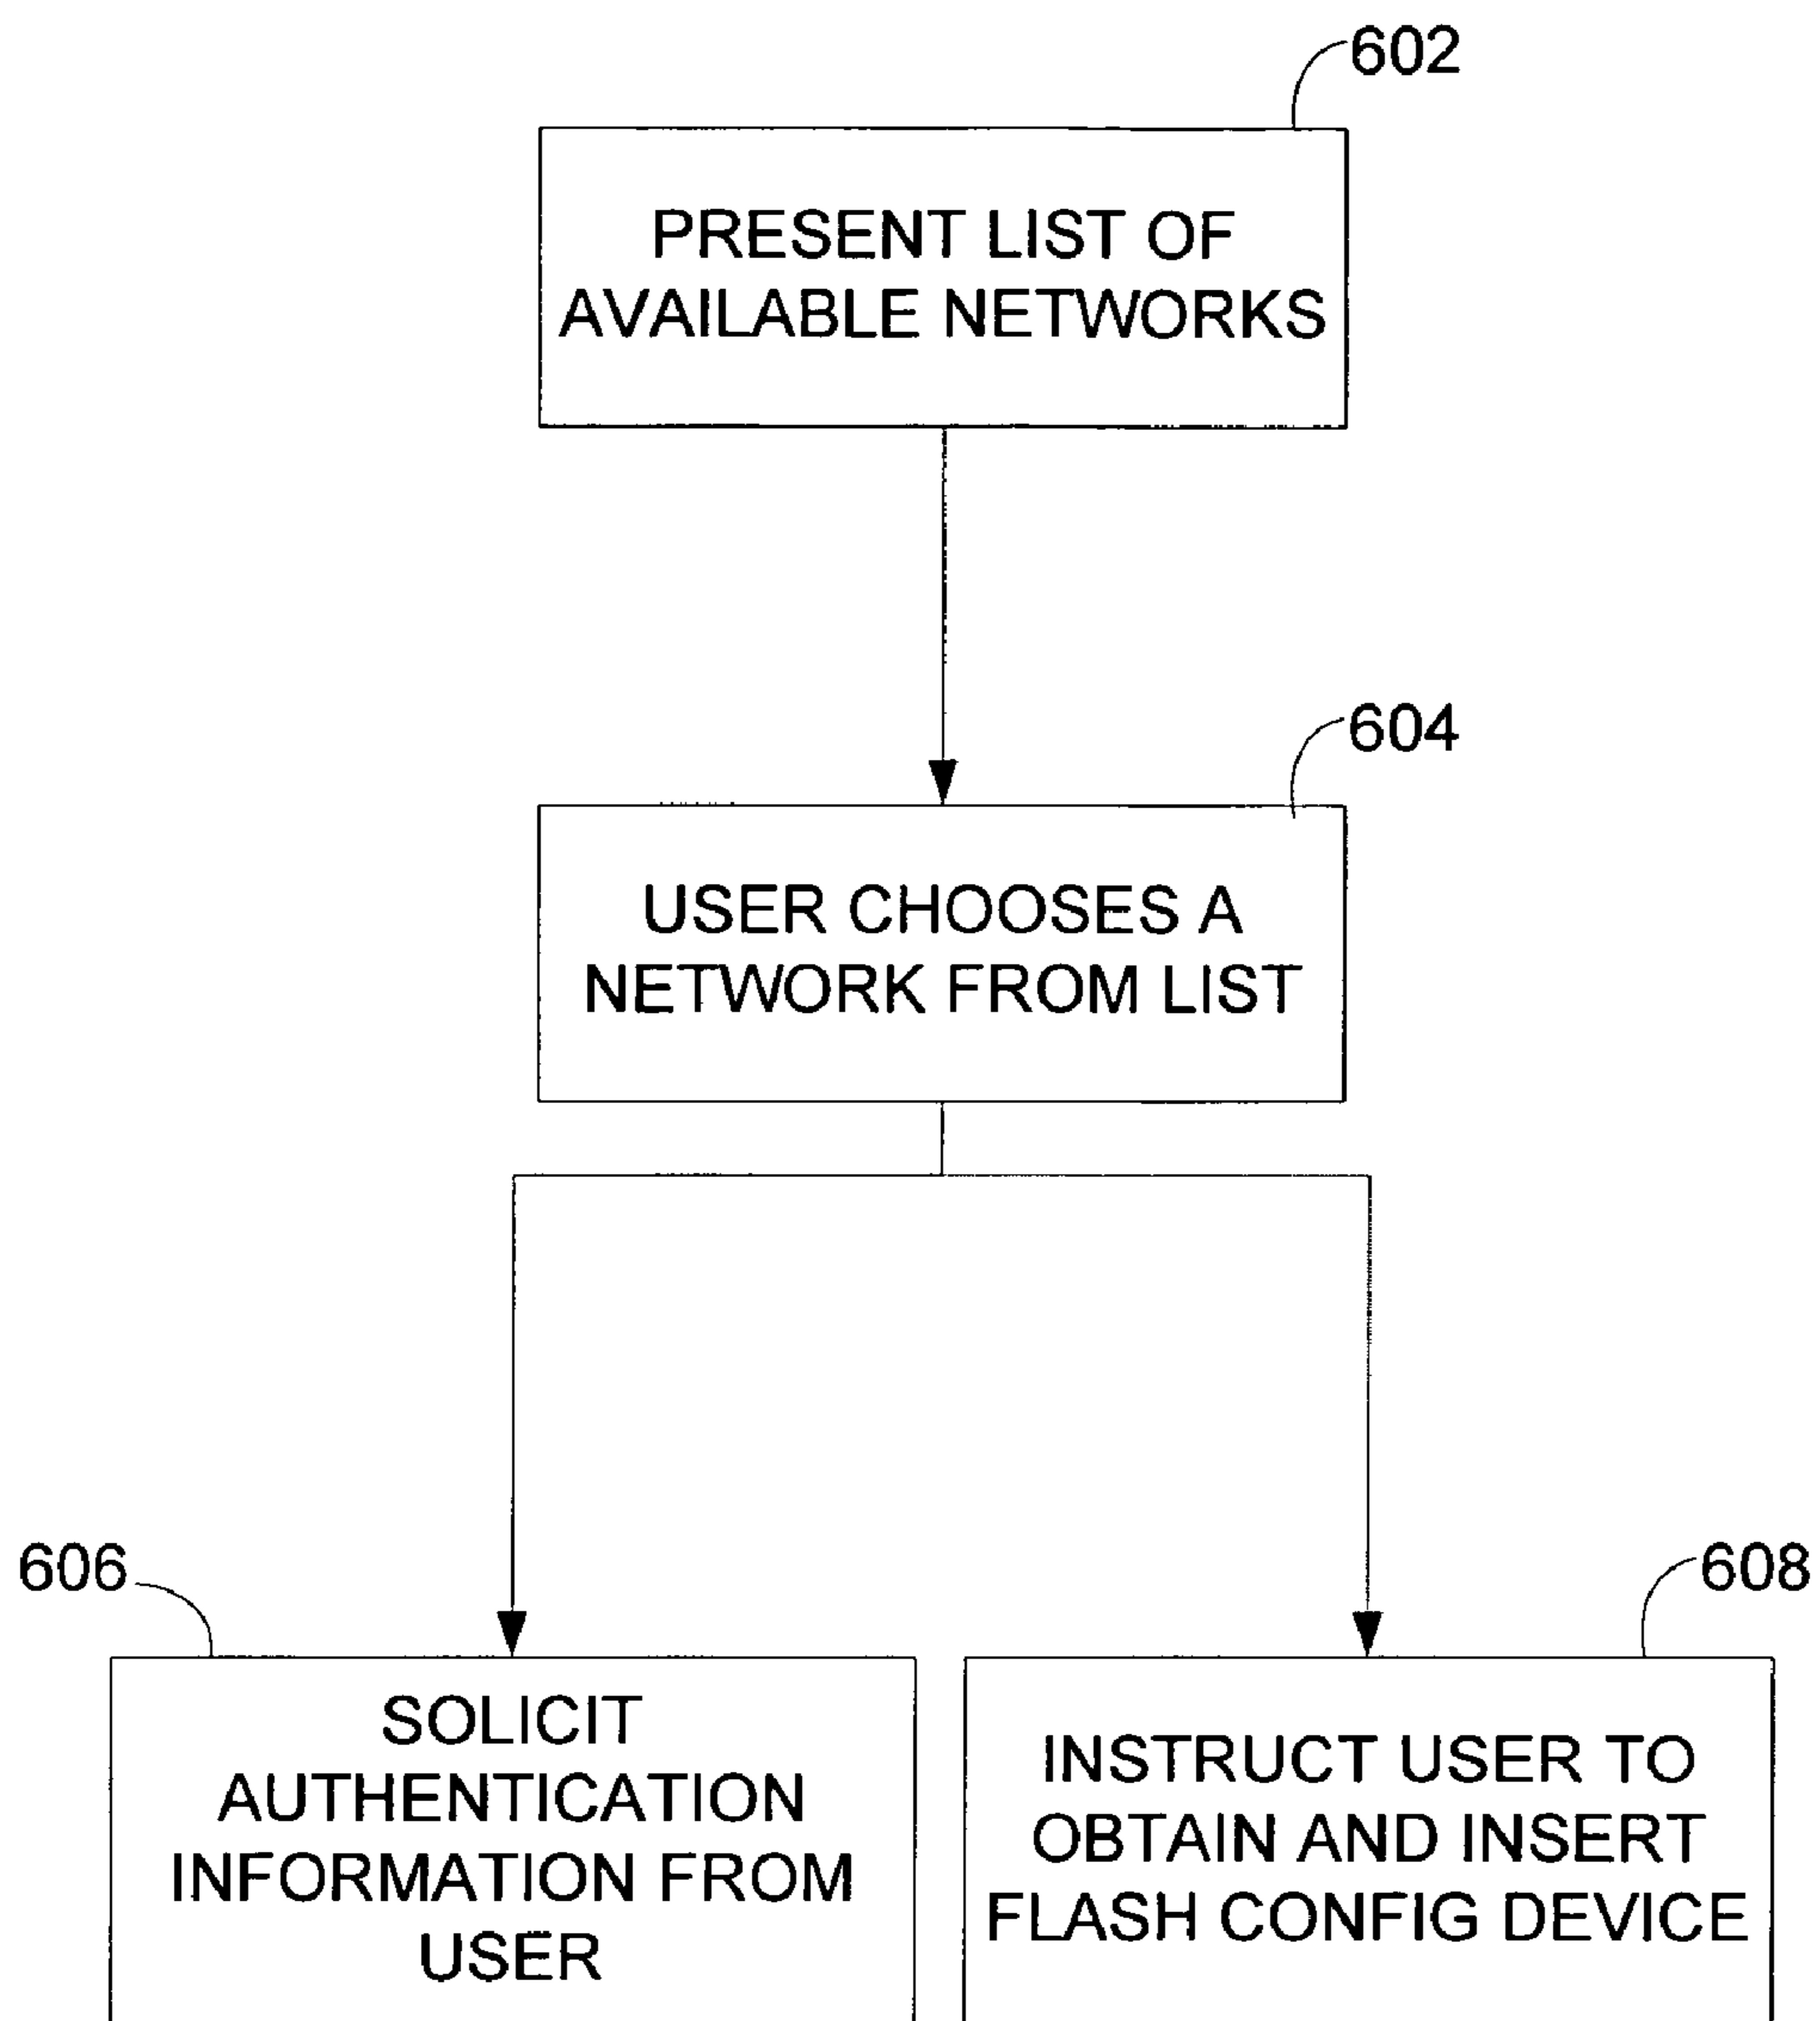 602
PRESENT LIST OF
AVAILABLE NETWORKS
604
USER CHOOSES A
NETWORK FROM LIST
606
SOLICIT
AUTHENTICATION
INFORMATION FROM
USER
608
INSTRUCT USER TO
OBTAIN AND INSERT
FLASH CONFIG DEVICE